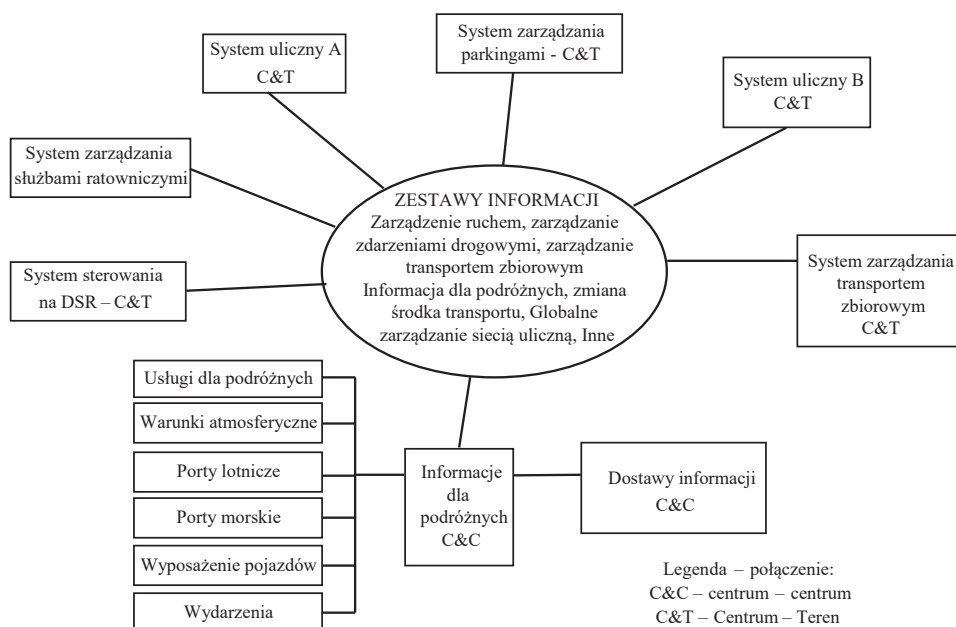 System zarządzania
parkingami - C&T
System uliczny A
C&T
System uliczny B
C&T
System zarządzania
służbami ratowniczymi
ZESTAWY INFORMACJI
Zarządzenie ruchem, zarządzanie
zdarzeniami drogowymi, zarządzanie
transportem zbiorowym
Informacja dla podróżnych, zmiana
środka transportu, Globalne
zarządzanie siecią uliczną, Inne
System sterowania
na DSR – C&T
System zarządzania
transportem
zbiorowym
C&T
Usługi dla podróżnych
Warunki atmosferyczne
Porty lotnicze
Porty morskie
Wyposażenie pojazdów
Wydarzenia
Informacje
dla
podróżnych
C&C
Dostawy informacji
C&C
Legenda – połączenie:
C&C – centrum – centrum
C&T – Centrum – Teren